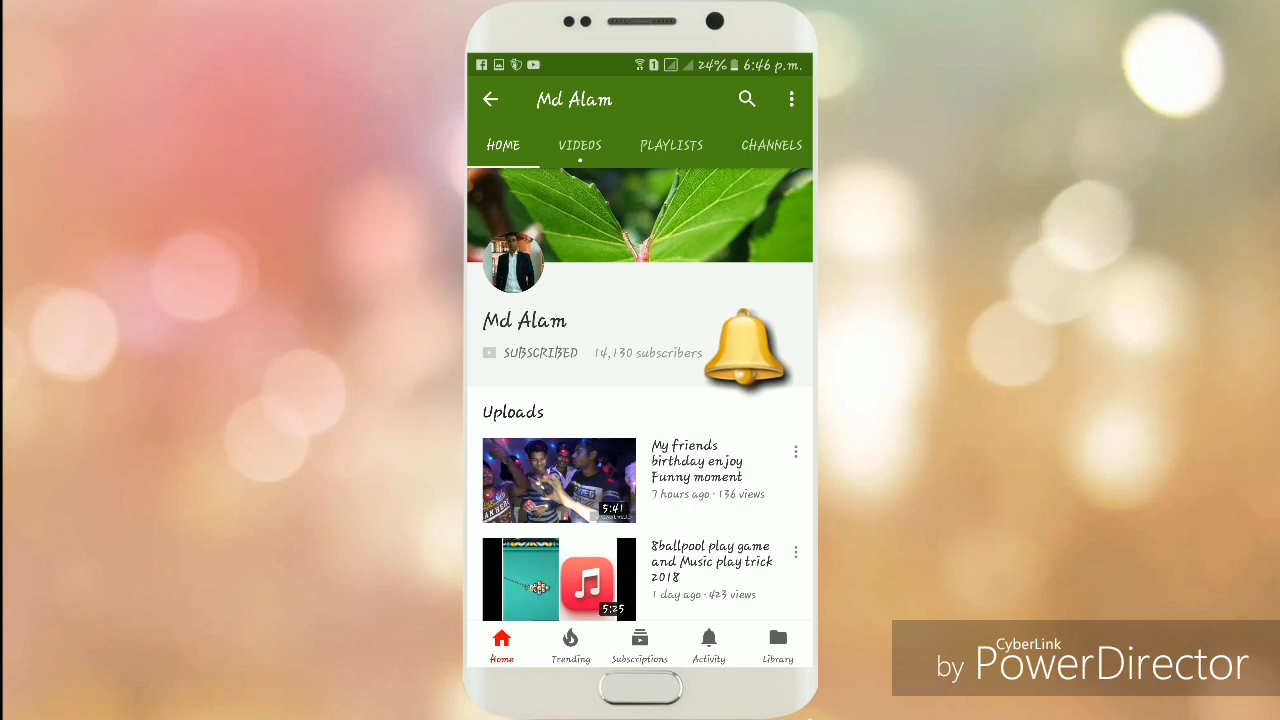 24% 6:46 p.m.
Md Alam
HOME VIDEOS PLAYLISTS CHANNELS
Md Alam
SUBSCRIBED 14,130 subscribers
Uploads
My friends
birthday enjoy
Funny moment
7 hours ago · 136 views
5:41
8ballpool play game
and Music play trick
2018
1 day ago · 423 views
5:25
Home Trending Subscriptions Activity Library
CyberLink
by PowerDirector